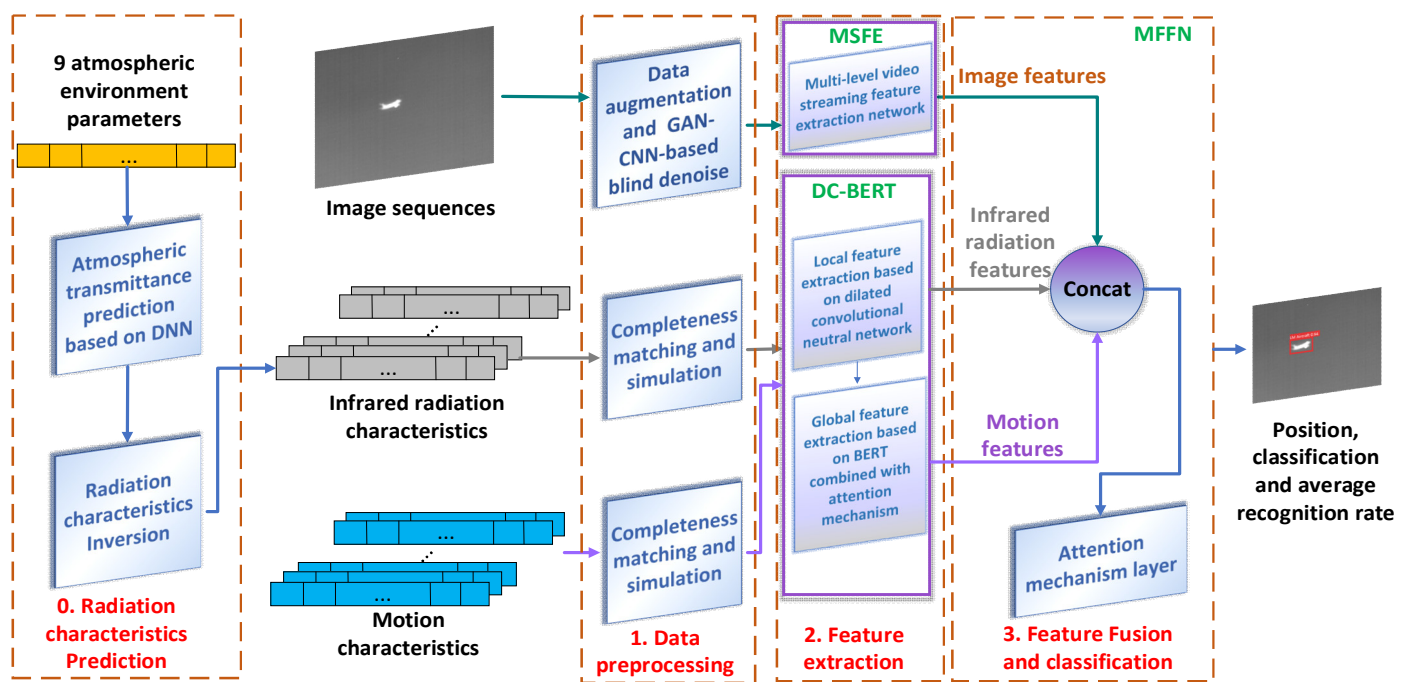 9 atmospheric
environment
parameters
...
Atmospheric
transmittance
prediction
based on DNN
Radiation
characteristics
Inversion
0. Radiation
characteristics
Prediction
Image sequences
...
...
...
Infrared radiation
characteristics
...
...
...
Motion
characteristics
Data
augmentation
and GAN-
CNN-based
blind denoise
Completeness
matching and
simulation
Completeness
matching and
simulation
1. Data
preprocessing
MSFE
Multi-level video
streaming feature
extraction network
DC-BERT
Local feature
extraction based
on dilated
convolutional
neutral network
Global feature
extraction based
on BERT
combined with
attention
mechanism
2. Feature
extraction
MFFN
Image features
Infrared
radiation
features
Concat
Motion
features
Attention
mechanism layer
3. Feature Fusion
and classification
Position,
classification
and average
recognition rate